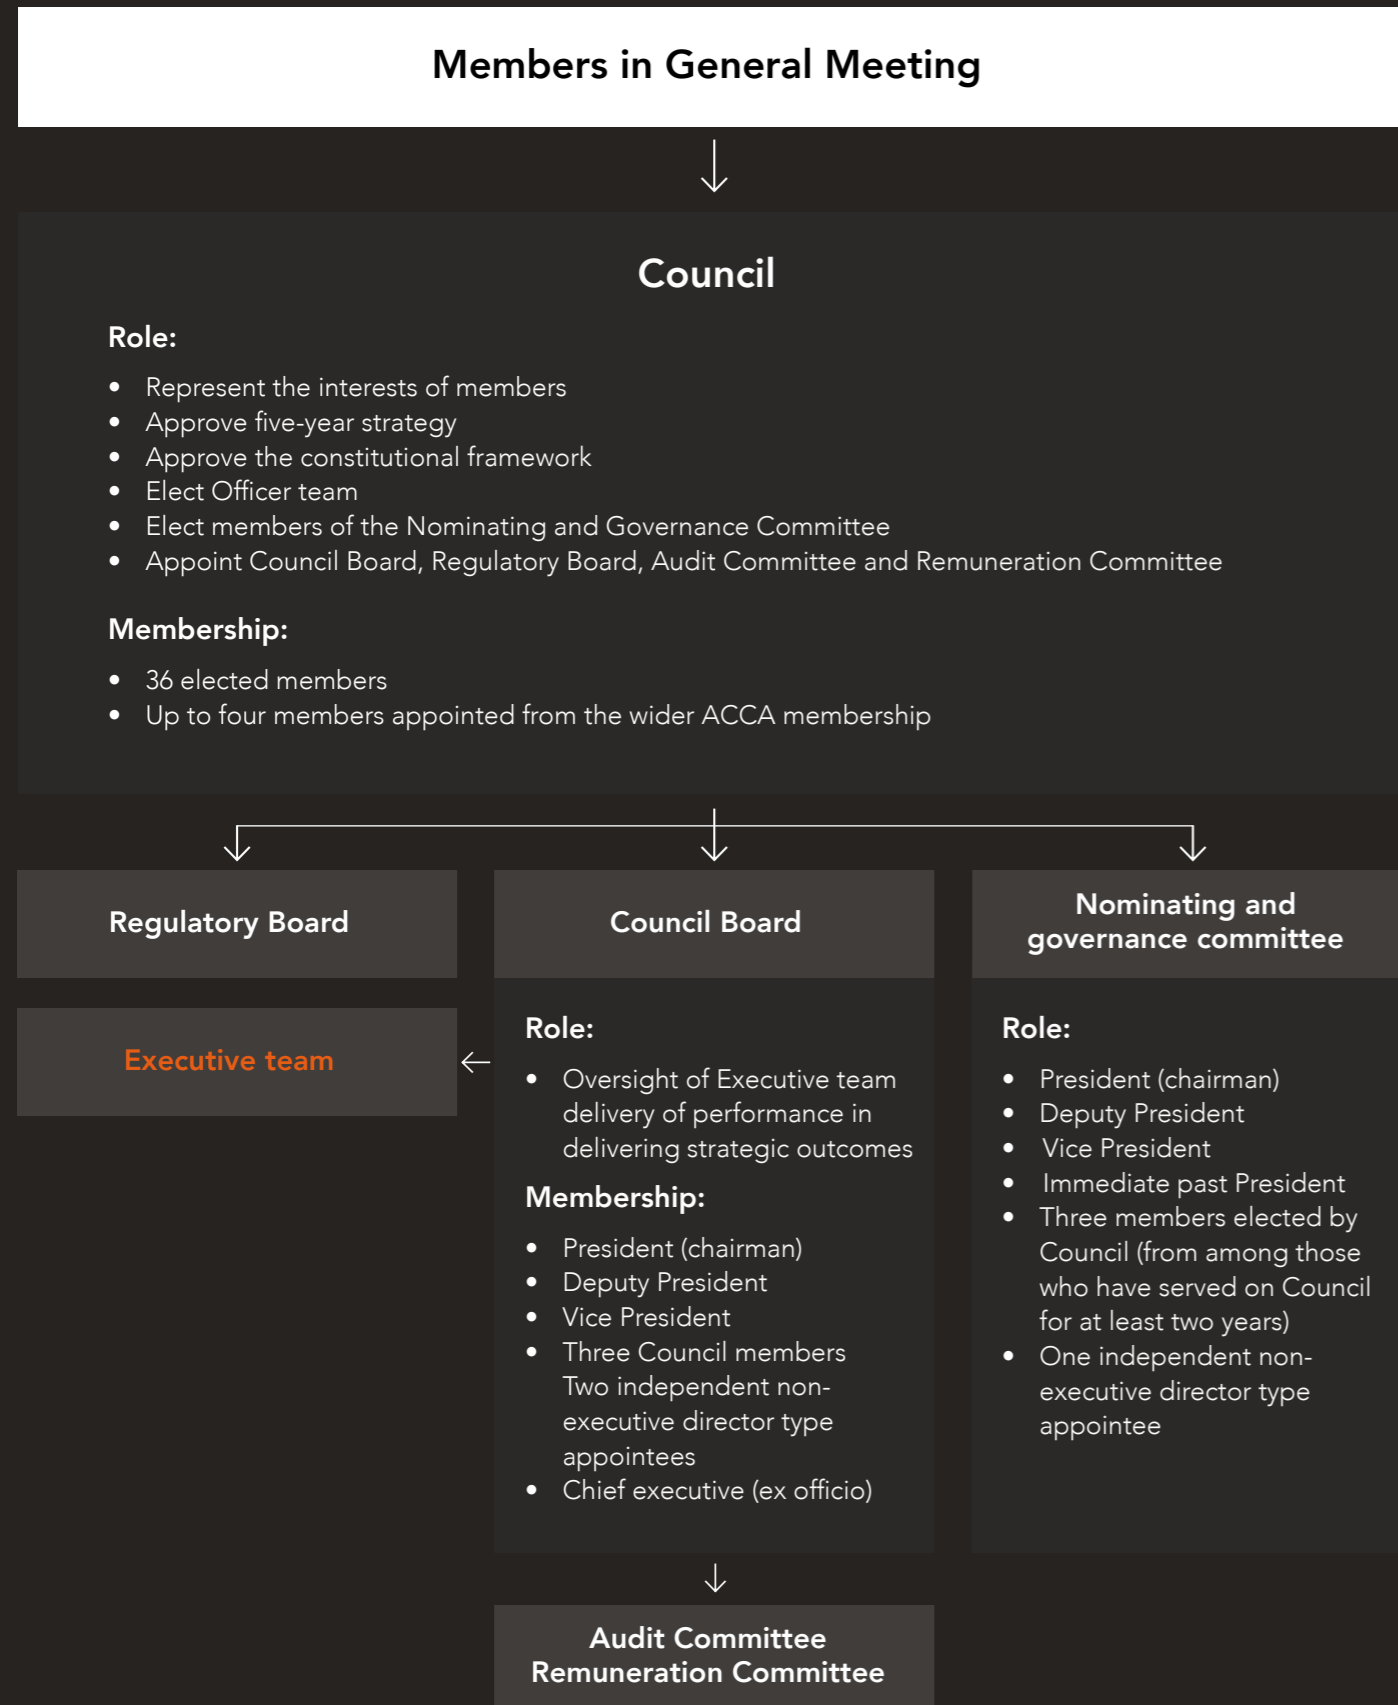 Members in General Meeting
Council
Role:
• Represent the interests of members
• Approve five-year strategy
• Approve the constitutional framework
• Elect Officer team
• Elect members of the Nominating and Governance Committee
• Appoint Council Board, Regulatory Board, Audit Committee and Remuneration Committee
Membership:
• 36 elected members
• Up to four members appointed from the wider ACCA membership
Regulatory Board
Executive team
Council Board
Role:
• Oversight of Executive team
delivery of performance in
delivering strategic outcomes
Membership:
• President (chairman)
• Deputy President
• Vice President
• Three Council members
Two independent non-
executive director type
appointees
• Chief executive (ex officio)
Audit Committee
Remuneration Committee
Nominating and
governance committee
Role:
• President (chairman)
• Deputy President
• Vice President
• Immediate past President
• Three members elected by
Council (from among those
who have served on Council
for at least two years)
• One independent non-
executive director type
appointee